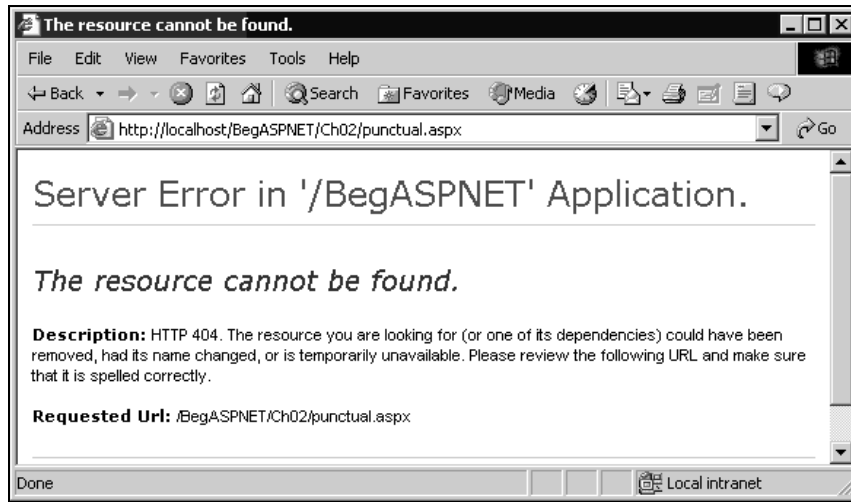 The resource cannot be found.
File Edit View Favorites Tools Help
Back Search Favorites Media
Address http://localhost/BegASPNET/Ch02/punctual.aspx Go
Server Error in '/BegASPNET' Application.
The resource cannot be found.
Description: HTTP 404. The resource you are looking for (or one of its dependencies) could have been
removed, had its name changed, or is temporarily unavailable. Please review the following URL and make sure
that it is spelled correctly.
Requested Url: /BegASPNET/Ch02/punctual.aspx
Done Local intranet